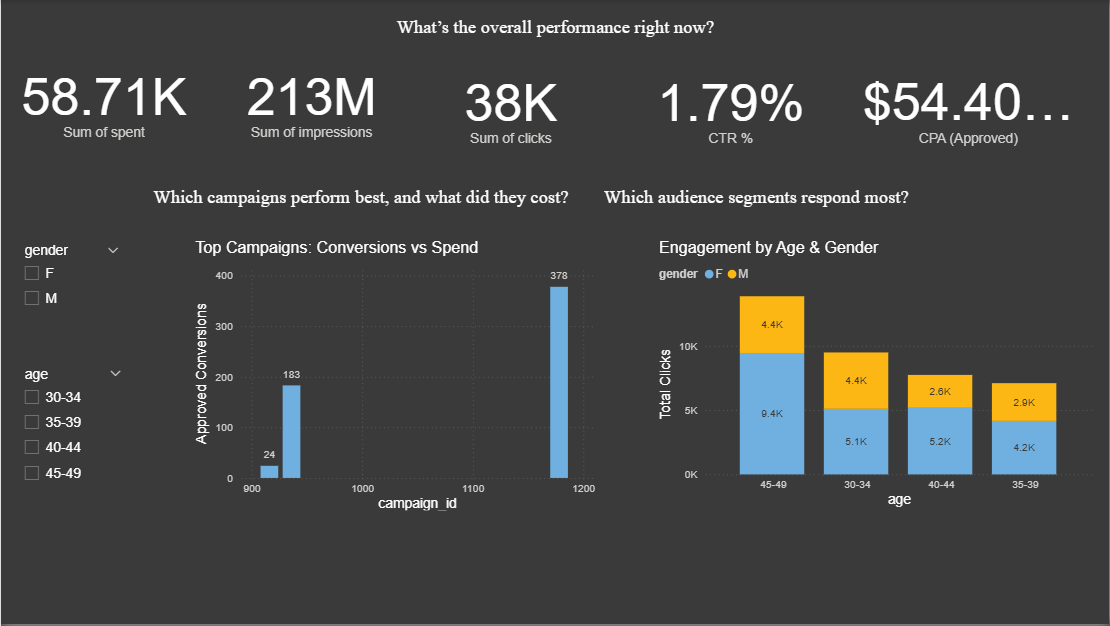 What’s the overall performance right now?
58.71K
Sum of spent
213M
Sum of impressions
38K
Sum of clicks
1.79%
CTR %
$54.40...
CPA (Approved)
Which campaigns perform best, and what did they cost?
Which audience segments respond most?
gender
F
M
age
30-34
35-39
40-44
45-49
Top Campaigns: Conversions vs Spend
Approved Conversions
400
300
200
100
0
24
183
378
900
1000
1100
1200
campaign_id
Engagement by Age & Gender
gender F M
Total Clicks
10K
5K
0K
4.4K
9.4K
4.4K
5.1K
2.6K
5.2K
2.9K
4.2K
45-49
30-34
40-44
35-39
age